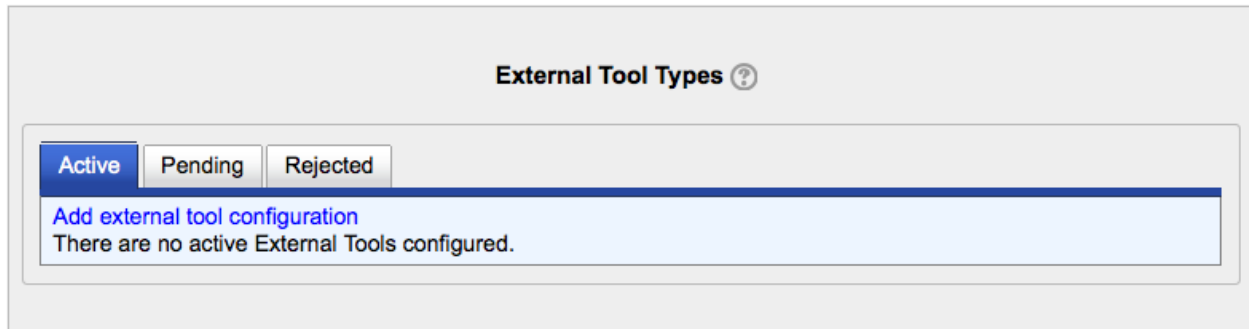 External Tool Types ?
Active Pending Rejected
Add external tool configuration
There are no active External Tools configured.